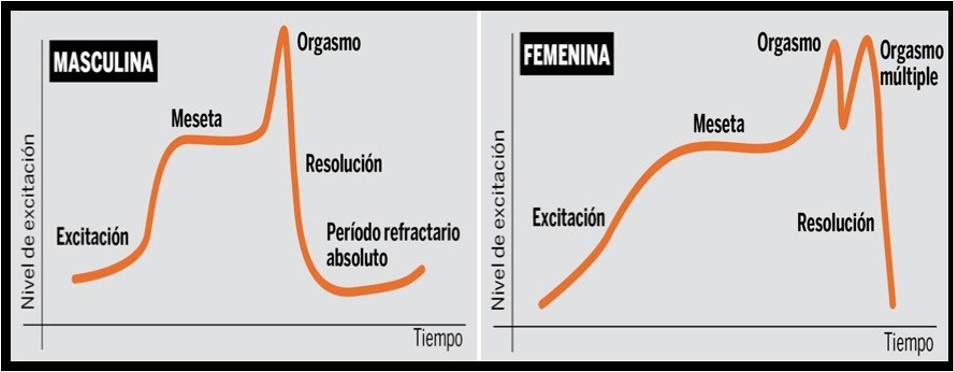 MASCULINA
Orgasmo
Meseta
Resolución
Excitación
Período refractario
absoluto
Nivel de excitación
Tiempo
FEMENINA
Orgasmo
Orgasmo
múltiple
Meseta
Excitación
Resolución
Nivel de excitación
Tiempo